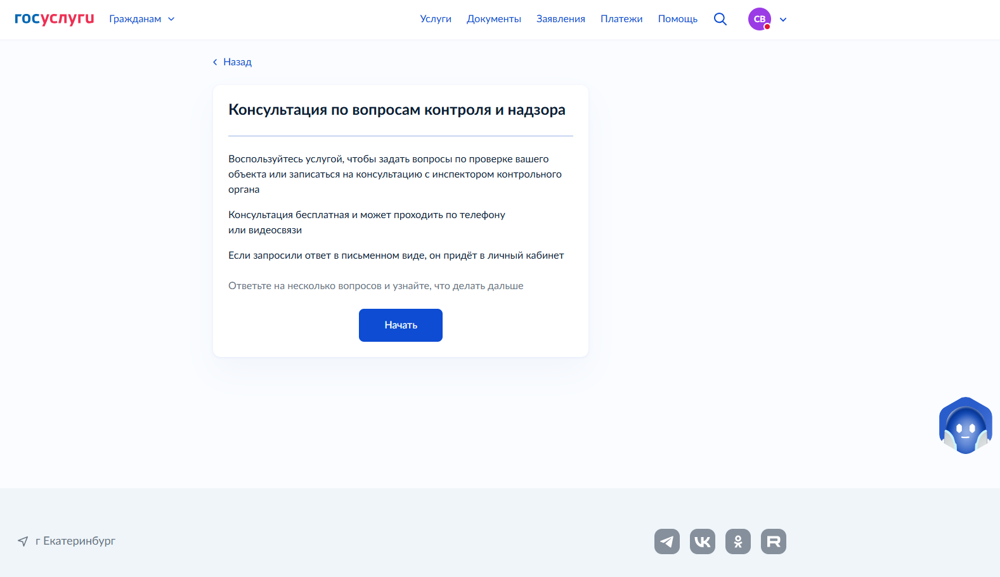 госуслуги
Гражданам
Услуги
Документы
Заявления
Платежи
Помощь
СВ
Назад
Консультация по вопросам контроля и надзора
Воспользуйтесь услугой, чтобы задать вопросы по проверке вашего
объекта или записаться на консультацию с инспектором контрольного
органа
Консультация бесплатная и может проходить по телефону
или видеосвязи
Если запросили ответ в письменном виде, он придёт в личный кабинет
Ответьте на несколько вопросов и узнайте, что делать дальше
Начать
г Екатеринбург